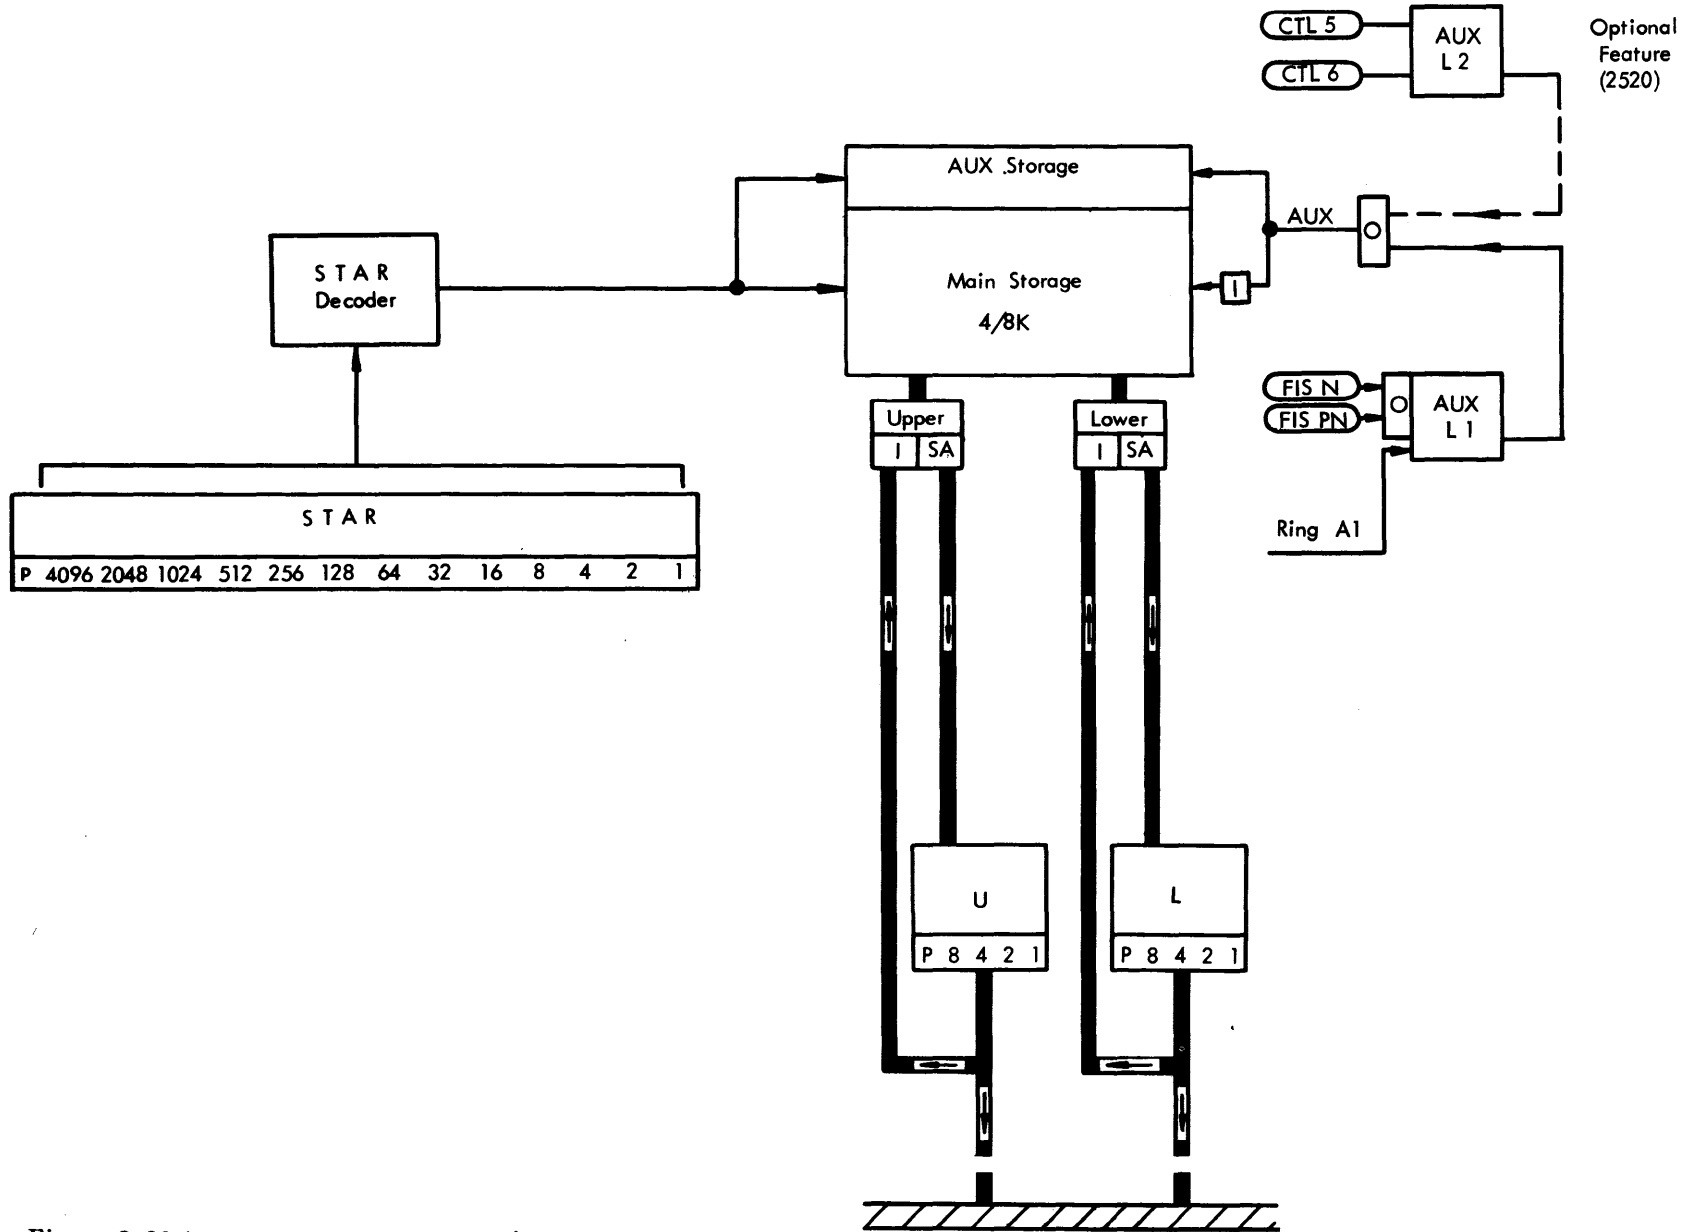 CTL 5
CTL 6
AUX
L 2
Optional
Feature
(2520)
AUX Storage
AUX
O
S T A R
Decoder
Main Storage
4/8K
I
FIS N
FIS PN
O
AUX
L 1
Ring A1
Upper
I SA
Lower
I SA
S T A R
P 4096 2048 1024 512 256 128 64 32 16 8 4 2 1
U
P 8 4 2 1
L
P 8 4 2 1